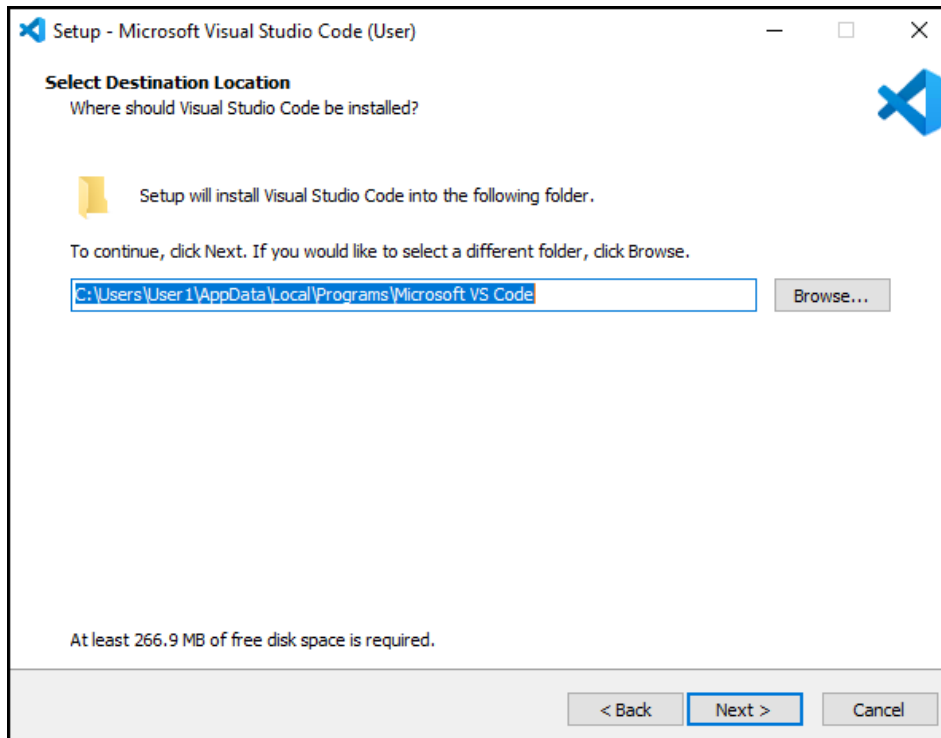 Setup - Microsoft Visual Studio Code (User)
Select Destination Location
Where should Visual Studio Code be installed?
Setup will install Visual Studio Code into the following folder.
To continue, click Next. If you would like to select a different folder, click Browse.
C:\Users\User1\AppData\Local\Programs\Microsoft VS Code
Browse...
At least 266.9 MB of free disk space is required.
< Back
Next >
Cancel